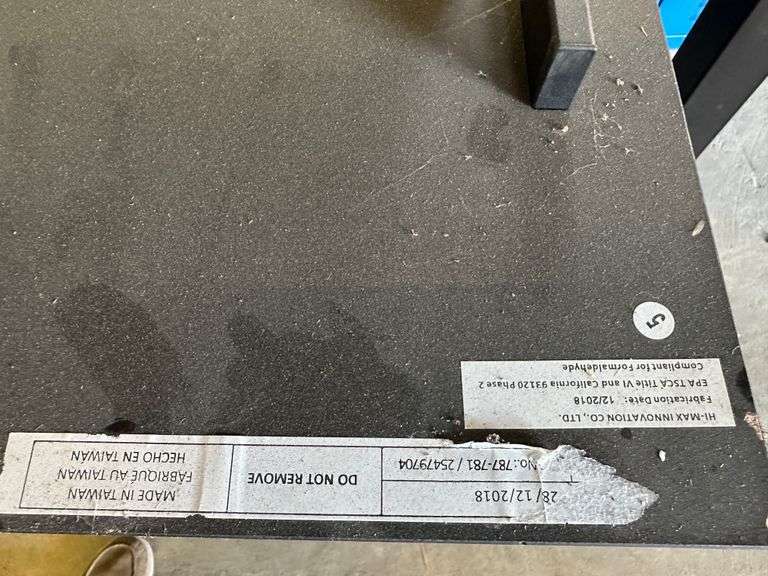 28/12/2018
No.: 787-781 / 25479704
DO NOT REMOVE
MADE IN TAIWAN
FABRIQUÉ AU TAIWAN
HECHO EN TAIWAN
HI-MAX INNOVATION CO., LTD.
Fabrication Date: 12/2018
EPA TSCA Title VI and California 93120 Phase 2
Compliant for Formaldehyde
5